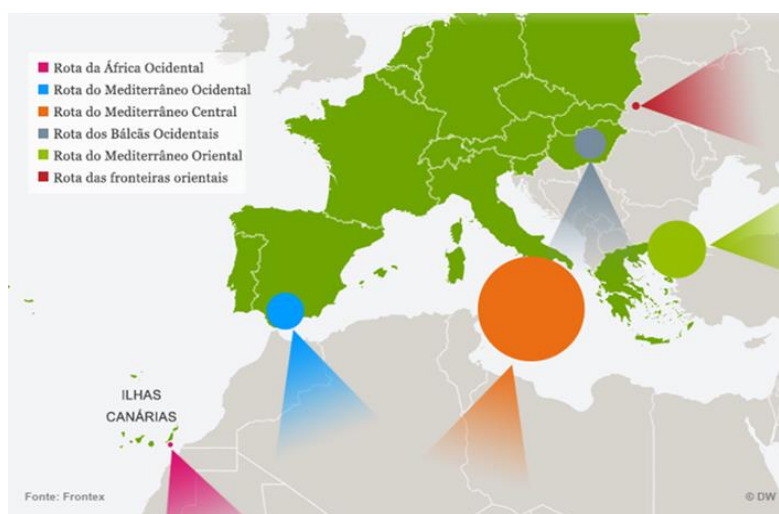 Rota da África Ocidental
Rota do Mediterrâneo Ocidental
Rota do Mediterrâneo Central
Rota dos Bálcãs Ocidentais
Rota do Mediterrâneo Oriental
Rota das fronteiras orientais
ILHAS
CANÁRIAS
Fonte: Frontex
© DW